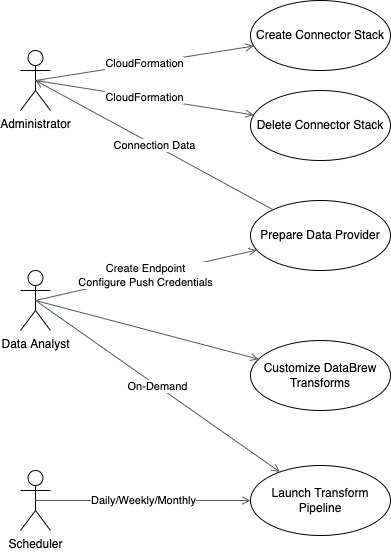 Create Connector Stack
CloudFormation
CloudFormation
Administrator
Delete Connector Stack
Connection Data
Prepare Data Provider
Create Endpoint
Configure Push Credentials
Data Analyst
Customize DataBrew
Transforms
On-Demand
Launch Transform
Pipeline
Daily/Weekly/Monthly
Scheduler